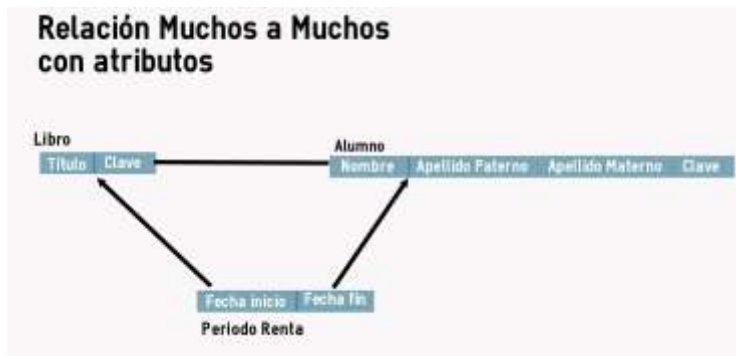 Relación Muchos a Muchos
con atributos
Libro
Título Clave
Alumno
Nombre Apellido Paterno Apellido Materno Clave
Fecha inicio Fecha fin
Periodo Renta